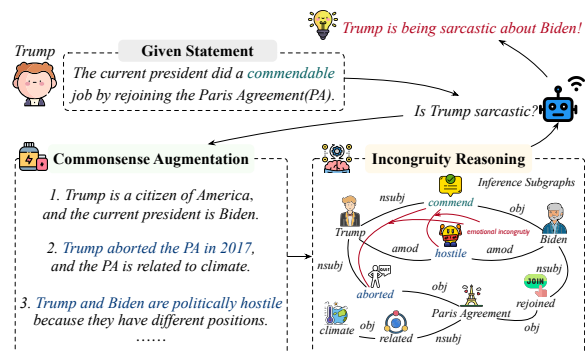 Trump is being sarcastic about Biden!
Trump
Given Statement
The current president did a commendable
job by rejoining the Paris Agreement(PA).
Is Trump sarcastic?
Commonsense Augmentation
1. Trump is a citizen of America,
and the current president is Biden.
2. Trump aborted the PA in 2017,
and the PA is related to climate.
3. Trump and Biden are politically hostile
because they have different positions.
......
Incongruity Reasoning
Inference Subgraphs
nsubj
commend
obj
Trump
emotional incongrutiy
Biden
amod
hostile
amod
nsubj
nsubj
QUIT
JOIN
aborted
obj
rejoined
Paris Agreement
climate
obj
related
nsubj
obj